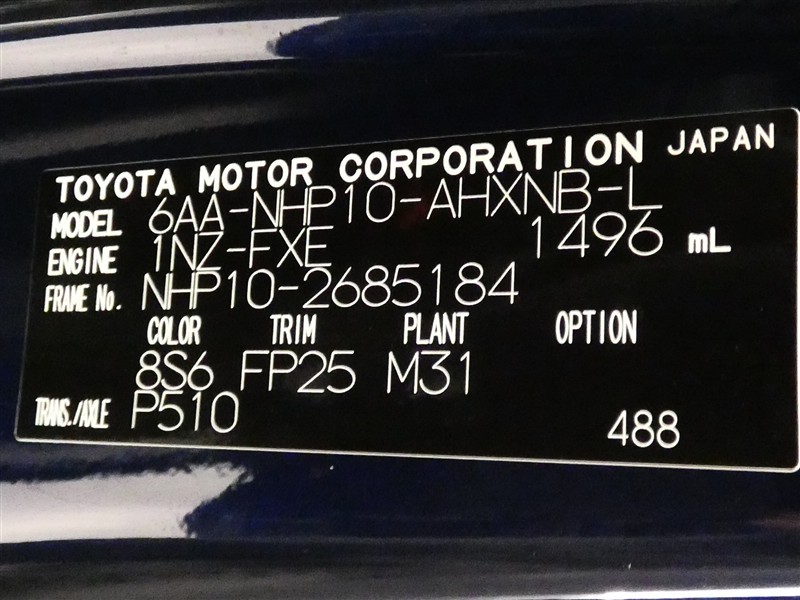 TOYOTA MOTOR CORPORATION JAPAN
MODEL 6AA-NHP10-AHXNB-L
ENGINE 1NZ-FXE 1496 mL
FRAME No. NHP10-2685184
COLOR TRIM PLANT OPTION
8S6 FP25 M31
TRANS./AXLE P510
488